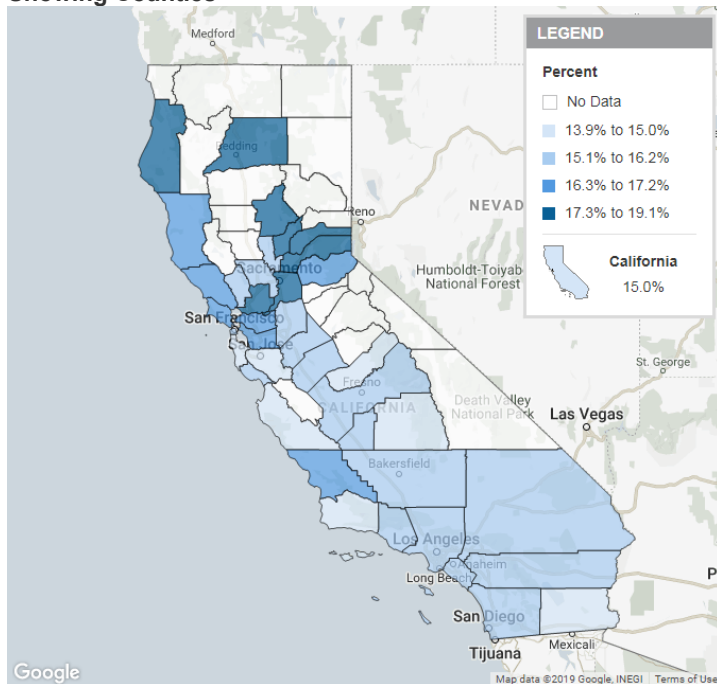 Showing Counties
Medford
LEGEND
Percent
No Data
13.9% to 15.0%
15.1% to 16.2%
16.3% to 17.2%
17.3% to 19.1%
California
15.0%
Redding
Reno
NEVAD
Sacramento
Humboldt-Toiyab
National Forest
San Francisco
San Jose
St. George
Fresno
Death Valley
National Park
CALIFORNIA
Las Vegas
Bakersfield
Los Angeles
Anaheim
Long Beach
P
San Diego
Tijuana
Mexicali
Google
Map data ©2019 Google, INEGI
Terms of Use